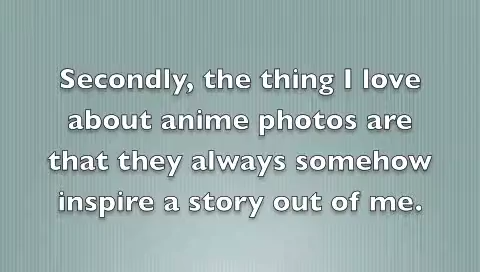 Secondly, the thing I love
about anime photos are
that they always somehow
inspire a story out of me.